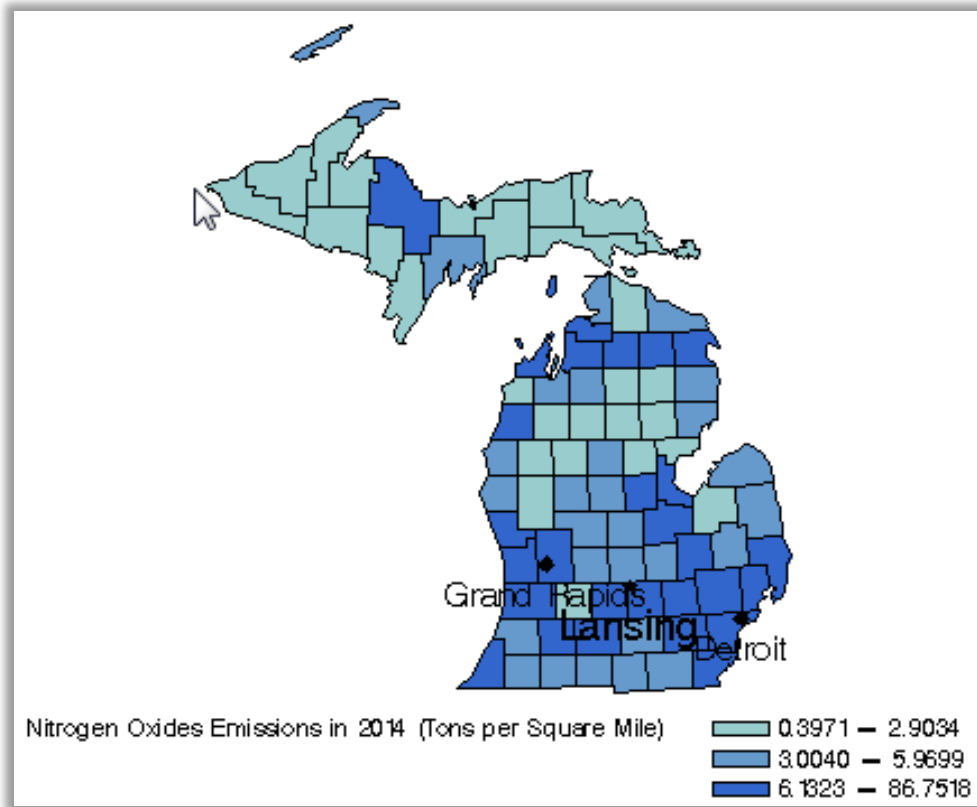 Grand Rapids
Lansing
Detroit
Nitrogen Oxides Emissions in 2014 (Tons per Square Mile)
0.3971 — 2.9034
3.0040 — 5.9699
6.1323 — 86.7518